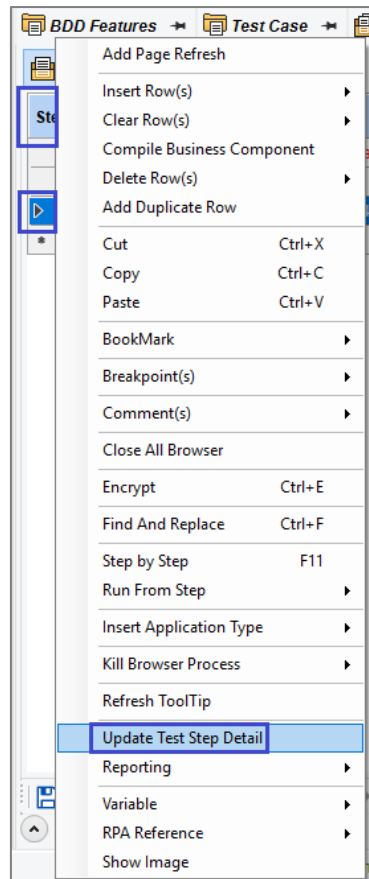 BDD Features Test Case
Add Page Refresh
Insert Row(s)
Ste
Clear Row(s)
Compile Business Component
Delete Row(s)
Add Duplicate Row
Cut Ctrl+X
Copy Ctrl+C
Paste Ctrl+V
BookMark
Breakpoint(s)
Comment(s)
Close All Browser
Encrypt Ctrl+E
Find And Replace Ctrl+F
Step by Step F11
Run From Step
Insert Application Type
Kill Browser Process
Refresh ToolTip
Update Test Step Detail
Reporting
Variable
RPA Reference
Show Image